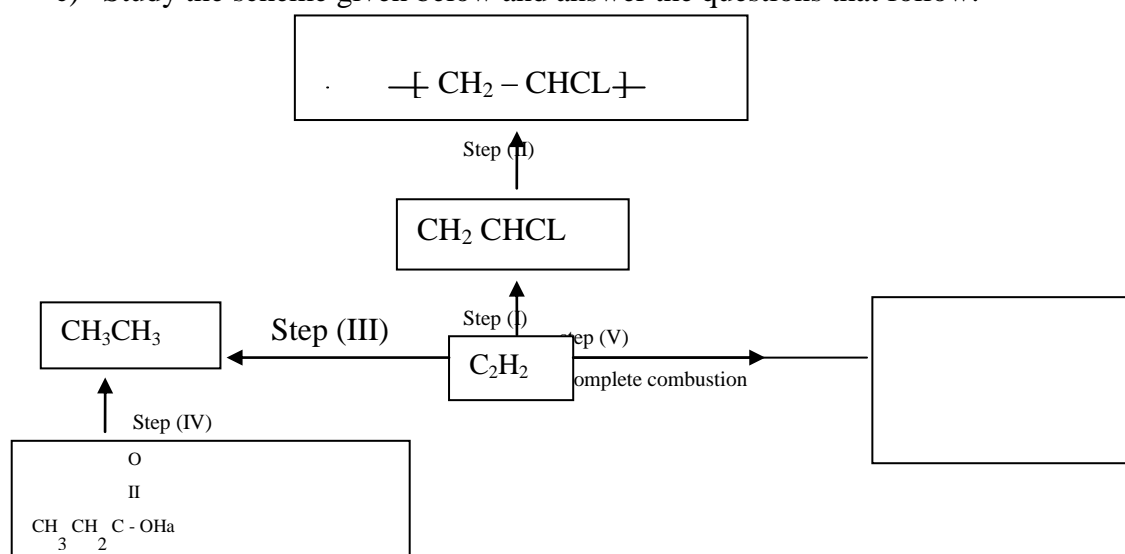 e) Study the scheme given below and answer the questions that follow.
. –[ CH₂ – CHCL ]–
Step (II)
CH₂ CHCL
Step (I)
CH₃CH₃
Step (III)
step (V)
C₂H₂
omplete combustion
Step (IV)
O
II
CH₃ CH₂ C - OHa